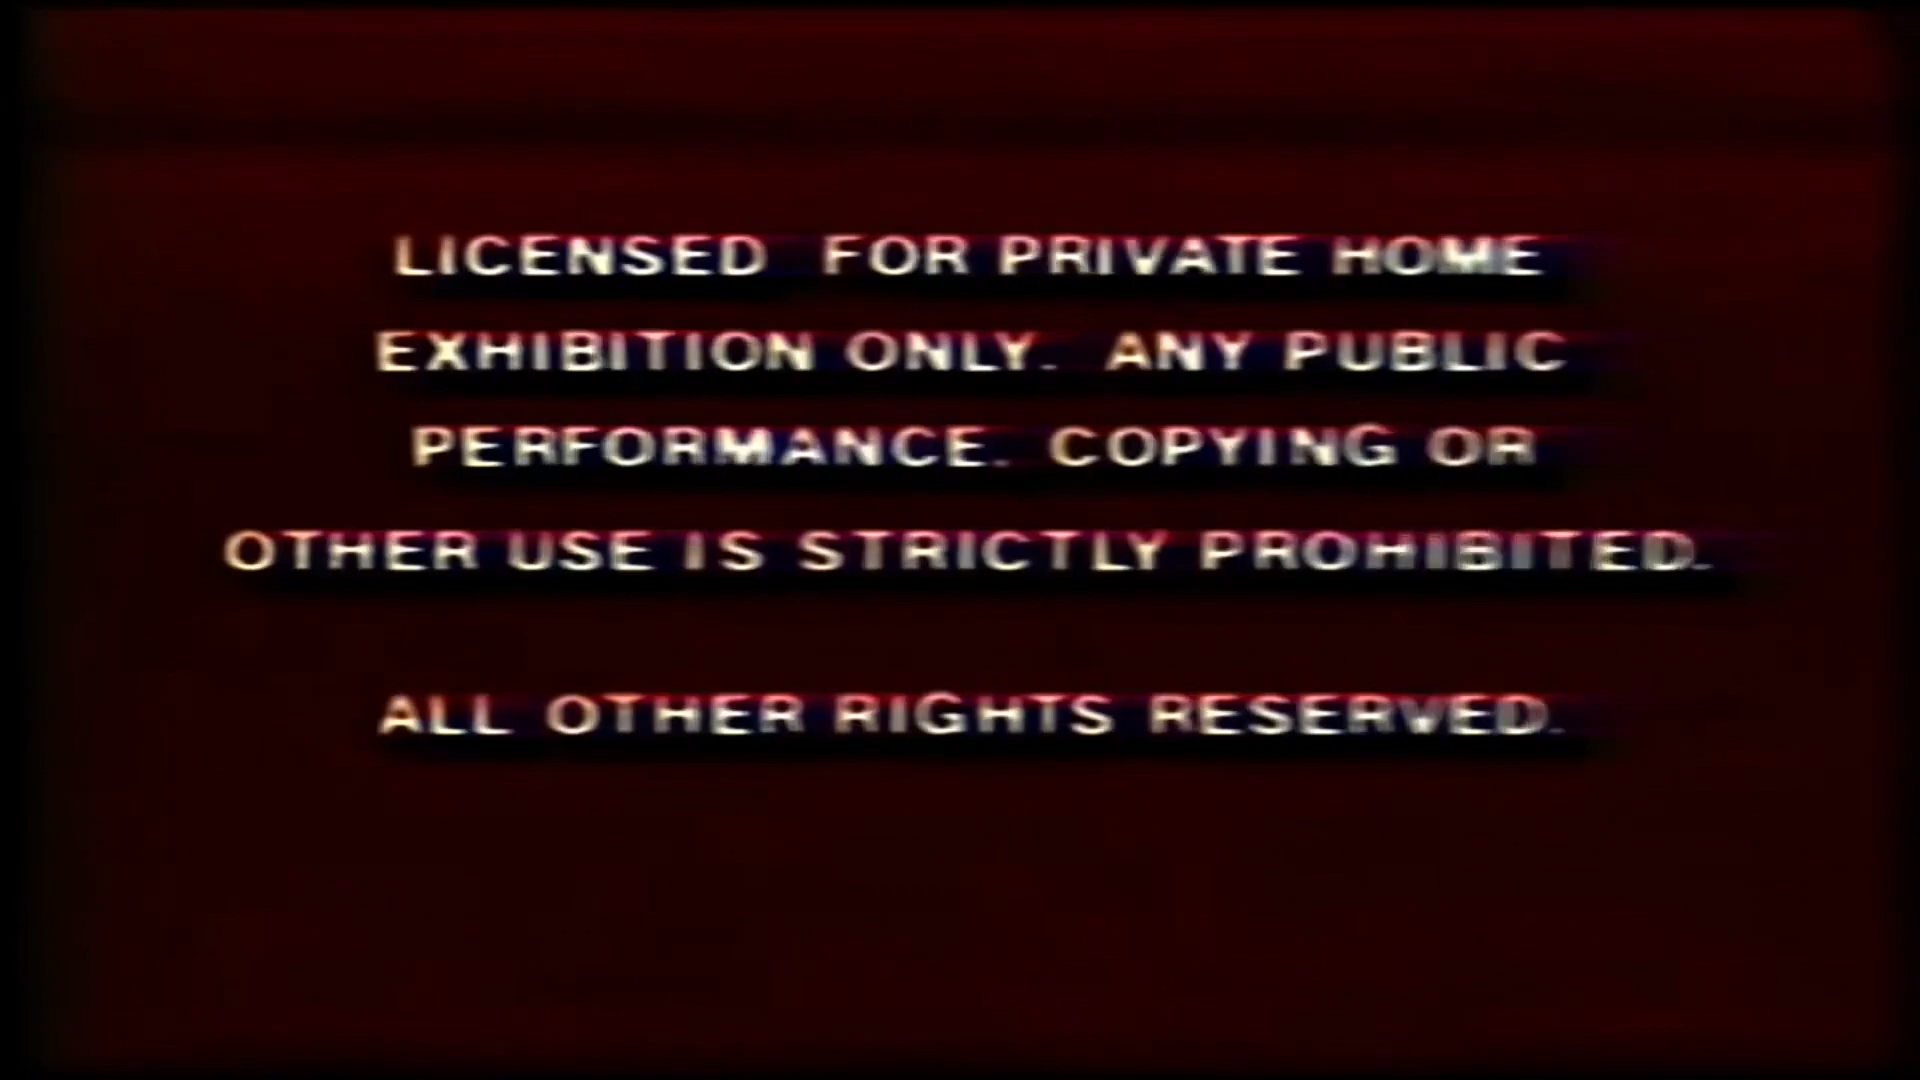 LICENSED FOR PRIVATE HOME
EXHIBITION ONLY. ANY PUBLIC
PERFORMANCE. COPYING OR
OTHER USE IS STRICTLY PROHIBITED.
ALL OTHER RIGHTS RESERVED.